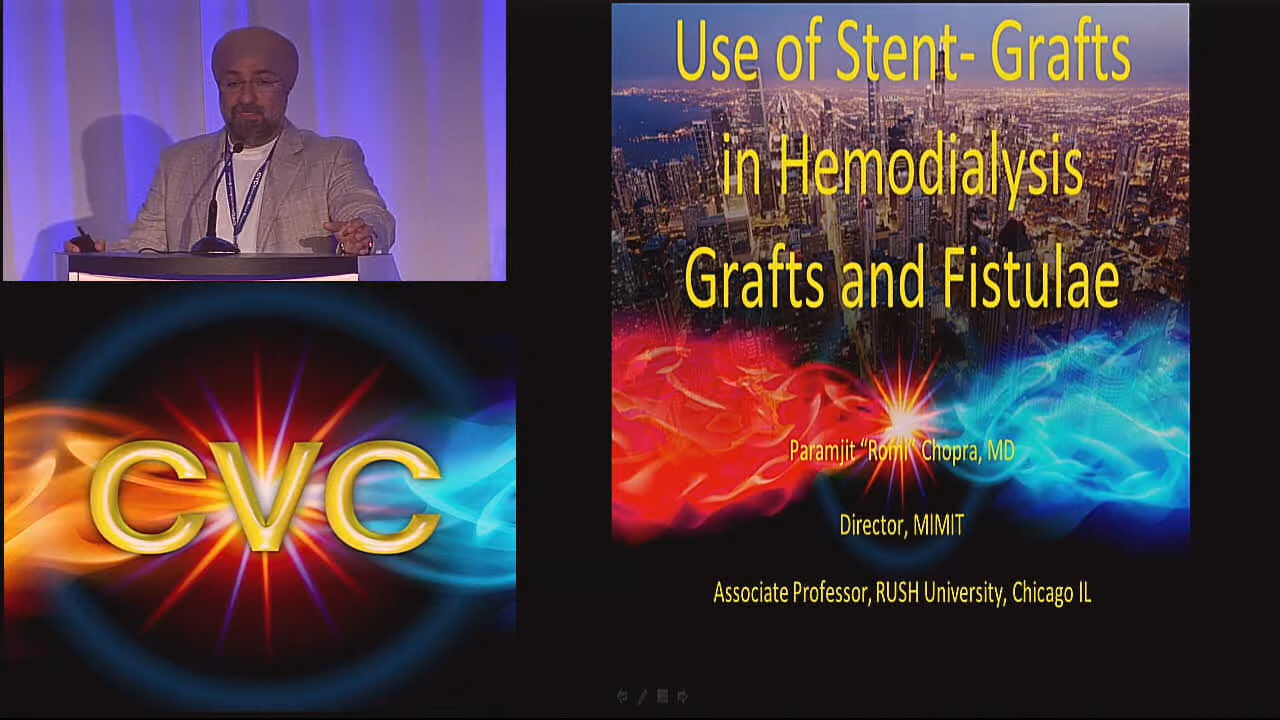 Use of Stent- Grafts
in Hemodialysis
Grafts and Fistulae
Paramjit "Romi" Chopra, MD
Director, MIMIT
Associate Professor, RUSH University, Chicago IL
CVC